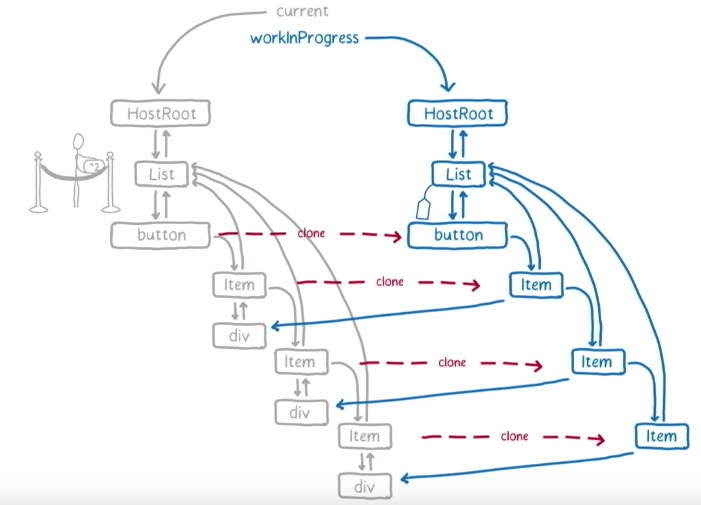 current
workInProgress
HostRoot
HostRoot
^2
List
List
button
clone
button
Item
clone
Item
div
Item
clone
Item
div
Item
clone
Item
div